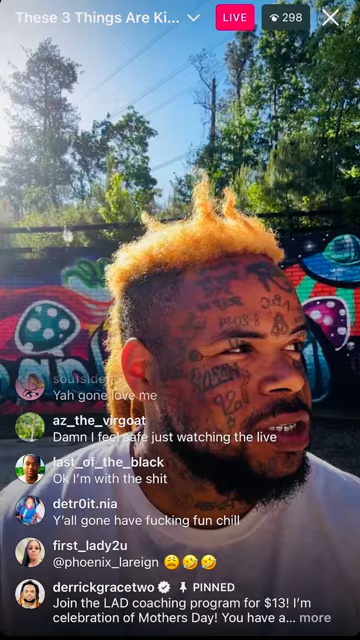 These 3 Things Are Ki...
LIVE
298
Yah gone love me
az_the_virgoat
Damn I feel safe just watching the live
last_of_the_black
Ok I’m with the shit
detr0it.nia
Y’all gone have fucking fun chill
first_lady2u
@phoenix_lareign 😩🤣🤣
derrickgracetwo PINNED
Join the LAD coaching program for $13! I’m
celebration of Mothers Day! You have a... more